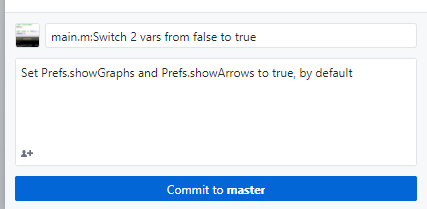 main.m:Switch 2 vars from false to true
Set Prefs.showGraphs and Prefs.showArrows to true, by default
Commit to master